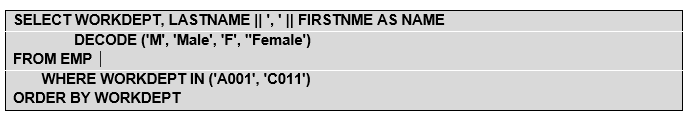 SELECT WORKDEPT, LASTNAME || ', ' || FIRSTNME AS NAME
DECODE ('M', 'Male', 'F', "Female')
FROM EMP
WHERE WORKDEPT IN ('A001', 'C011')
ORDER BY WORKDEPT